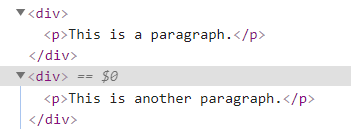 ▼<div>
<p>This is a paragraph.</p>
</div>
▼<div> == $0
<p>This is another paragraph.</p>
</div>